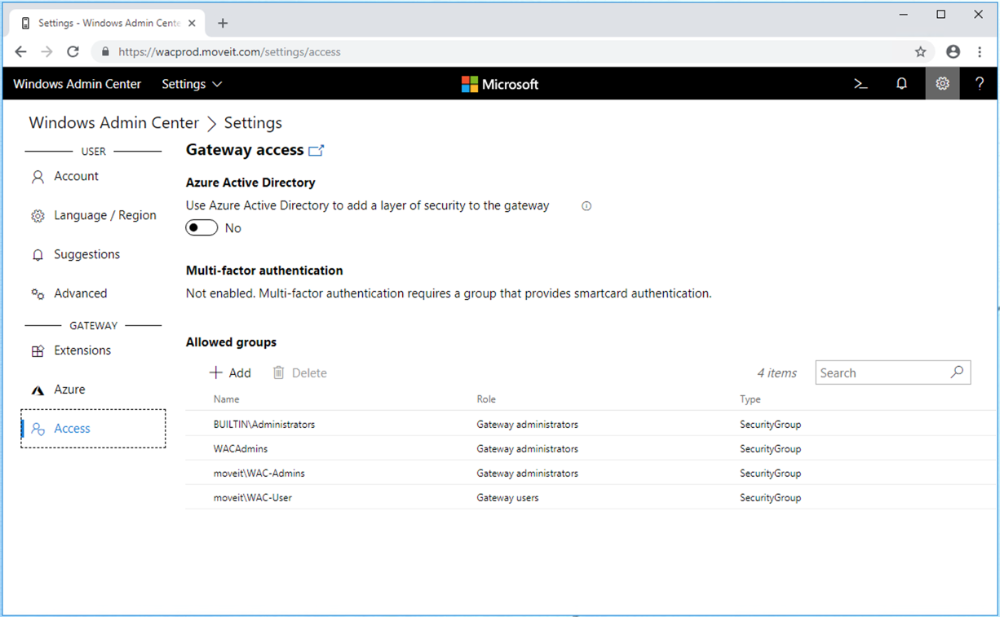 Settings - Windows Admin Cente
https://wacprod.moveit.com/settings/access
Windows Admin Center Settings Microsoft >_ ?
Windows Admin Center > Settings
USER
Account
Language / Region
Suggestions
Advanced
GATEWAY
Extensions
Azure
Access
Gateway access
Azure Active Directory
Use Azure Active Directory to add a layer of security to the gateway
No
Multi-factor authentication
Not enabled. Multi-factor authentication requires a group that provides smartcard authentication.
Allowed groups
Add Delete 4 items Search
Name Role Type
BUILTIN\Administrators Gateway administrators SecurityGroup
WACAdmins Gateway administrators SecurityGroup
moveit\WAC-Admins Gateway administrators SecurityGroup
moveit\WAC-User Gateway users SecurityGroup